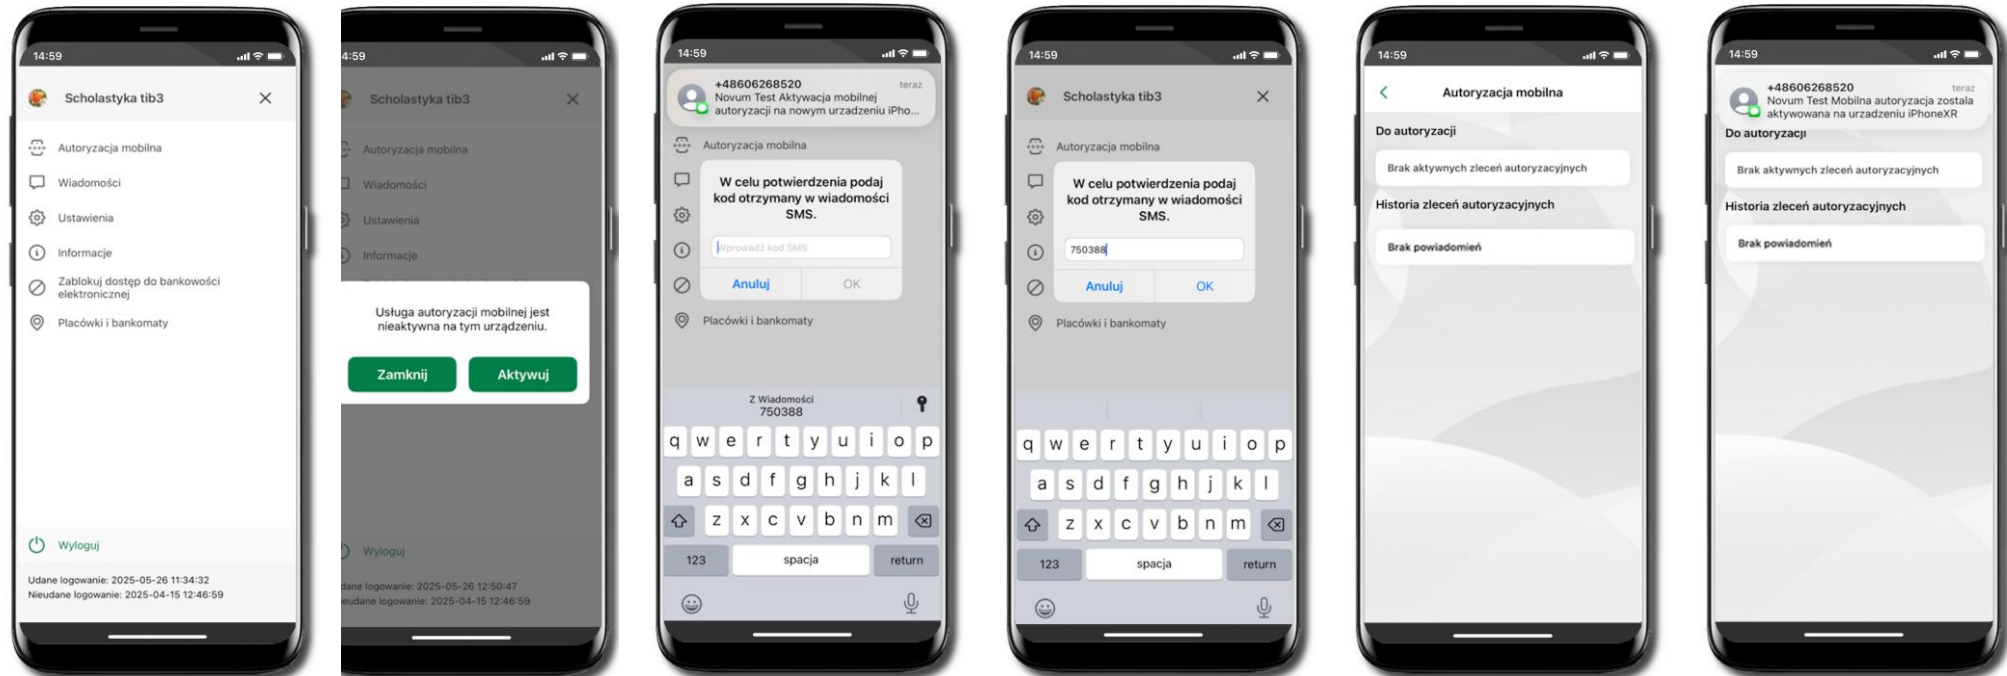 14:59
Scholastyka tib3
Autoryzacja mobilna
Wiadomości
Ustawienia
Informacje
Zablokuj dostęp do bankowości
elektronicznej
Placówki i bankomaty
Wyloguj
Udane logowanie: 2025-05-26 11:34:32
Nieudane logowanie: 2025-04-15 12:46:59
4:59
Scholastyka tib3
Autoryzacja mobilna
Wiadomości
Ustawienia
Informacje
Usługa autoryzacji mobilnej jest
nieaktywna na tym urządzeniu.
Zamknij Aktywuj
Wyloguj
dane logowanie: 2025-05-26 12:50:47
eudane logowanie: 2025-04-15 12:46:59
14:59
+48606268520 teraz
Novum Test Aktywacja mobilnej
autoryzacji na nowym urzadzeniu iPho...
Autoryzacja mobilna
W celu potwierdzenia podaj
kod otrzymany w wiadomości
SMS.
Wprowadź kod SMS
Anuluj OK
Placówki i bankomaty
Z Wiadomości
750388
q w e r t y u i o p
a s d f g h j k l
z x c v b n m
123 spacja return
14:59
Scholastyka tib3
Autoryzacja mobilna
W celu potwierdzenia podaj
kod otrzymany w wiadomości
SMS.
750388
Anuluj OK
Placówki i bankomaty
q w e r t y u i o p
a s d f g h j k l
z x c v b n m
123 spacja return
14:59
Autoryzacja mobilna
Do autoryzacji
Brak aktywnych zleceń autoryzacyjnych
Historia zleceń autoryzacyjnych
Brak powiadomień
14:59
+48606268520 teraz
Novum Test Mobilna autoryzacja zostala
aktywowana na urzadzeniu iPhoneXR
Do autoryzacji
Brak aktywnych zleceń autoryzacyjnych
Historia zleceń autoryzacyjnych
Brak powiadomień